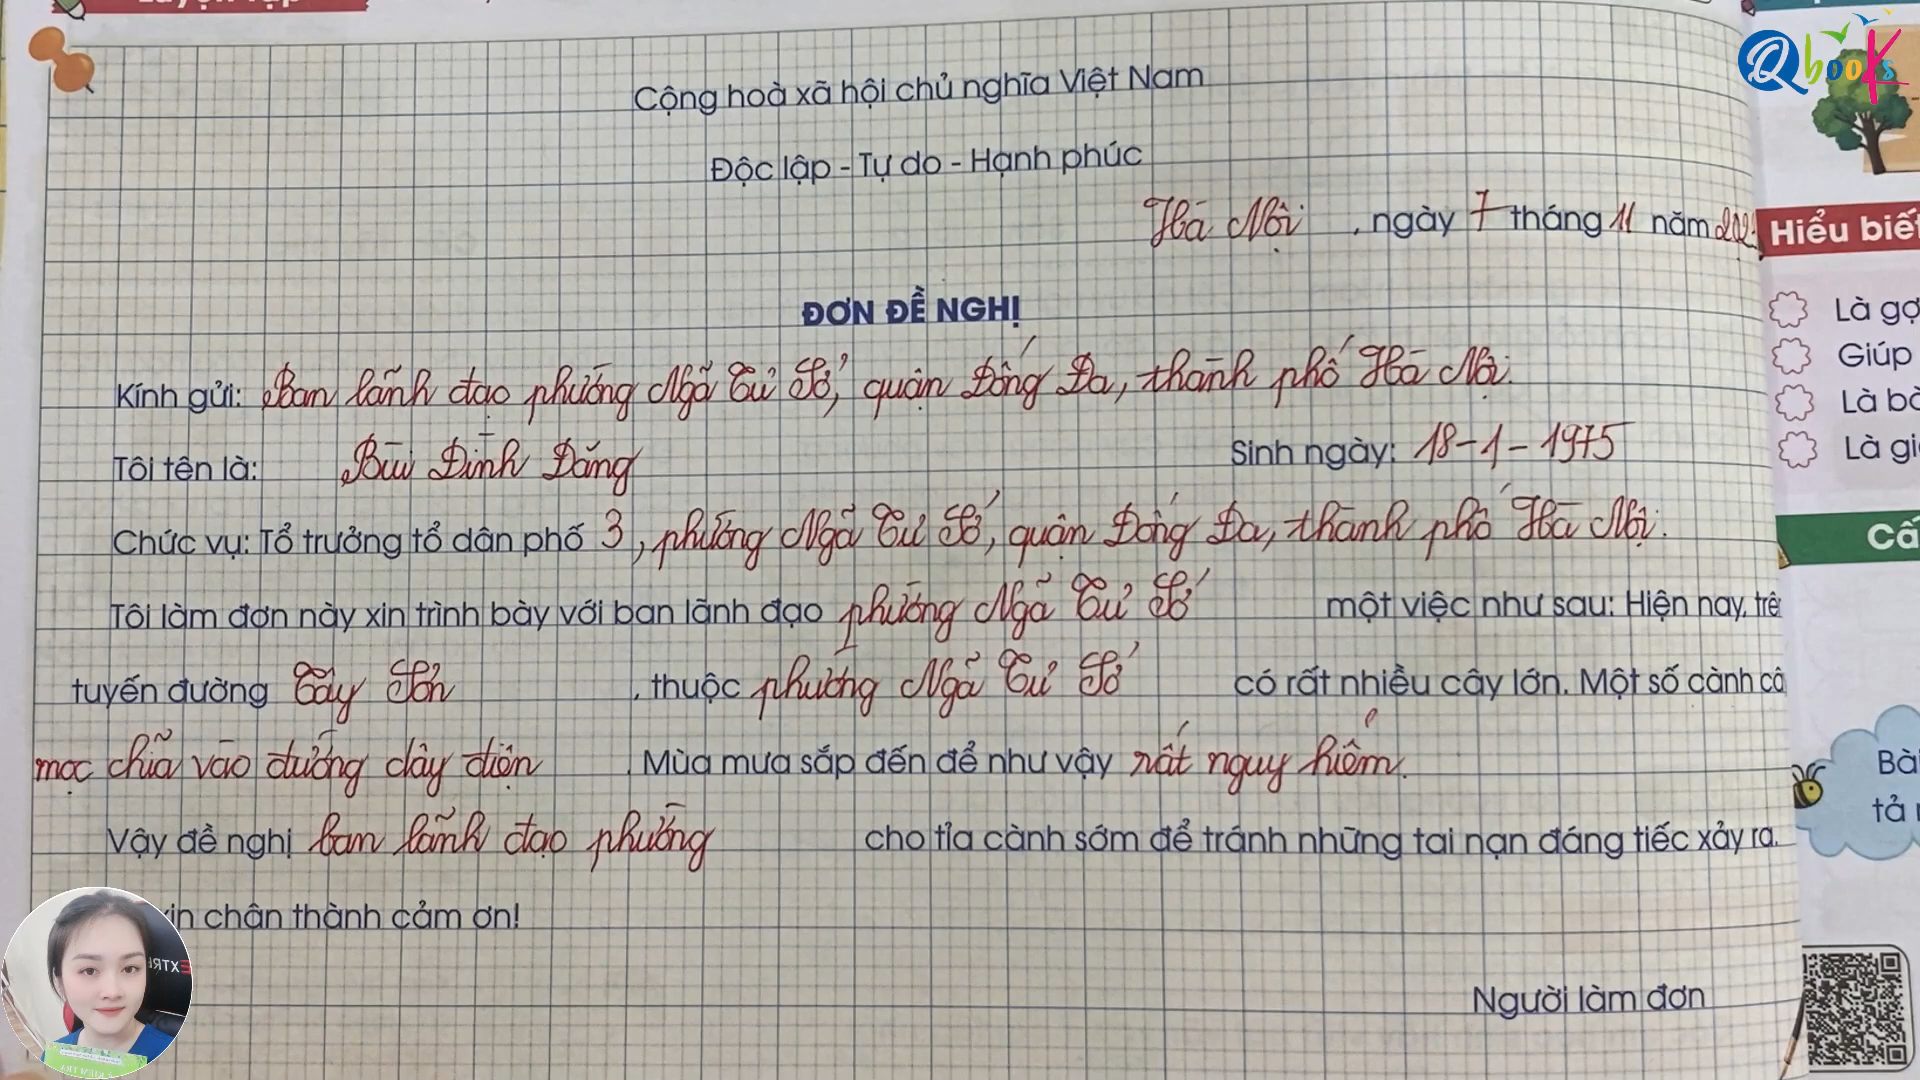 Luyện tập
Qbooks
Cộng hoà xã hội chủ nghĩa Việt Nam
Độc lập - Tự do - Hạnh phúc
Hà Nội, ngày 7 tháng 11 năm
ĐƠN ĐỀ NGHỊ
Kính gửi: Ban lãnh đạo phường Ngã Tư Sở, quận Đống Đa, thành phố Hà Nội.
Tôi tên là: Bùi Đình Đăng Sinh ngày: 18-1-1975
Chức vụ: Tổ trưởng tổ dân phố 3, phường Ngã Tư Sở, quận Đống Đa, thành phố Hà Nội.
Tôi làm đơn này xin trình bày với ban lãnh đạo phường Ngã Tư Sở một việc như sau: Hiện nay, trê
tuyến đường Tây Sơn, thuộc phường Ngã Tư Sở có rất nhiều cây lớn. Một số cành câ
mọc chĩa vào đường dây điện. Mùa mưa sắp đến để như vậy rất nguy hiểm.
Vậy đề nghị ban lãnh đạo phường cho tỉa cành sớm để tránh những tai nạn đáng tiếc xảy ra.
xin chân thành cảm ơn!
Người làm đơn
Hiểu biế
Là gợ
Giúp
Là bà
Là gi
Cấ
Bài
tả